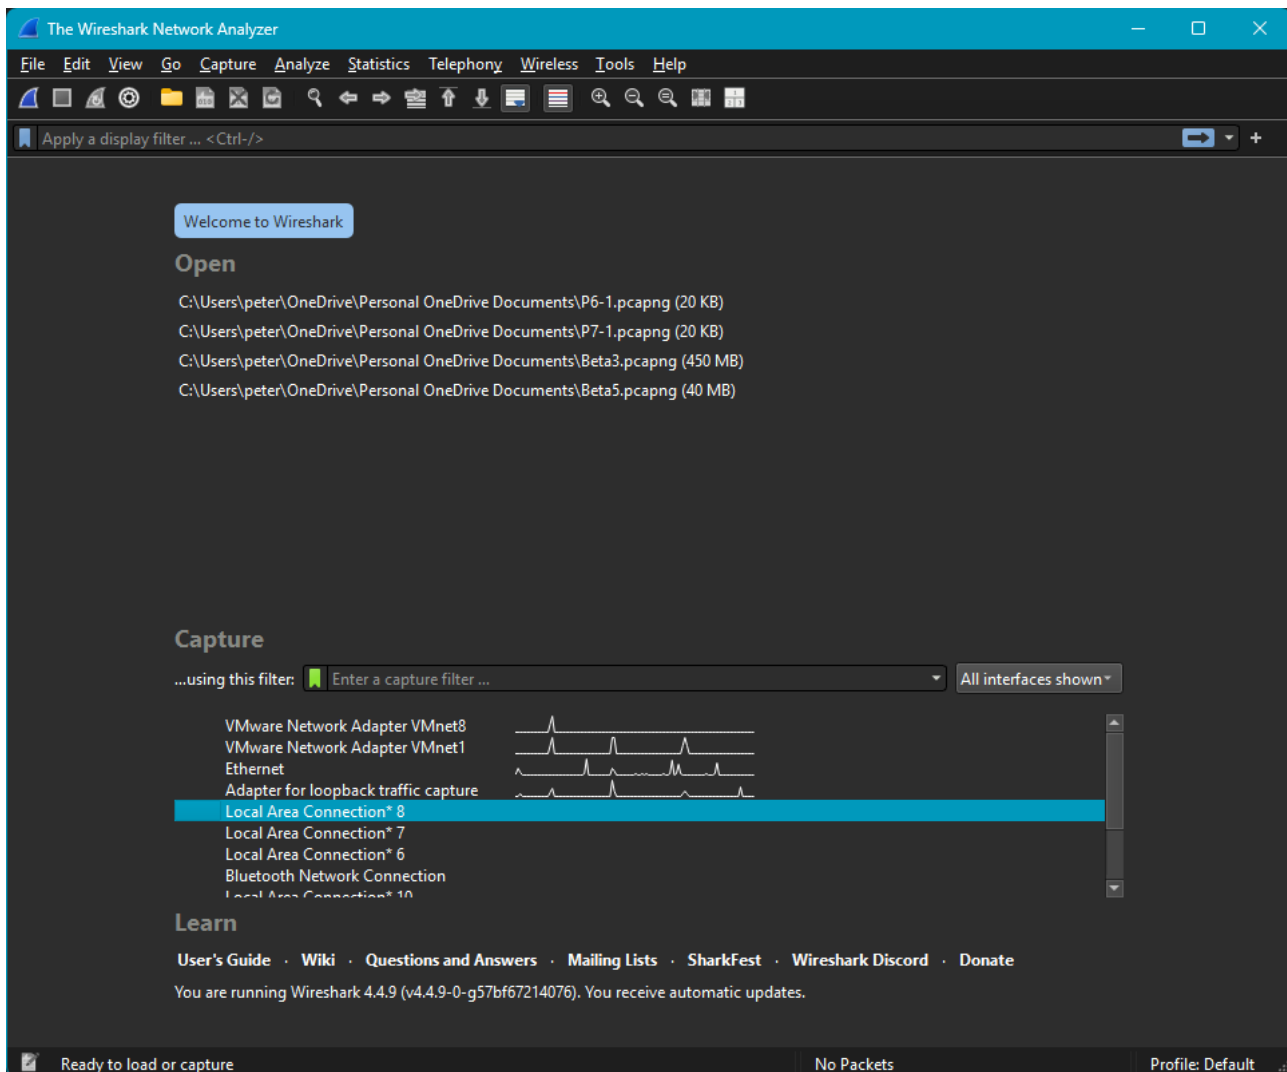 The Wireshark Network Analyzer
File Edit View Go Capture Analyze Statistics Telephony Wireless Tools Help
Apply a display filter ... <Ctrl-/>
Welcome to Wireshark
Open
C:\Users\peter\OneDrive\Personal OneDrive Documents\P6-1.pcapng (20 KB)
C:\Users\peter\OneDrive\Personal OneDrive Documents\P7-1.pcapng (20 KB)
C:\Users\peter\OneDrive\Personal OneDrive Documents\Beta3.pcapng (450 MB)
C:\Users\peter\OneDrive\Personal OneDrive Documents\Beta5.pcapng (40 MB)
Capture
...using this filter: Enter a capture filter ... All interfaces shown
VMware Network Adapter VMnet8
VMware Network Adapter VMnet1
Ethernet
Adapter for loopback traffic capture
Local Area Connection* 8
Local Area Connection* 7
Local Area Connection* 6
Bluetooth Network Connection
Local Area Connection* 10
Learn
User's Guide · Wiki · Questions and Answers · Mailing Lists · SharkFest · Wireshark Discord · Donate
You are running Wireshark 4.4.9 (v4.4.9-0-g57bf67214076). You receive automatic updates.
Ready to load or capture No Packets Profile: Default